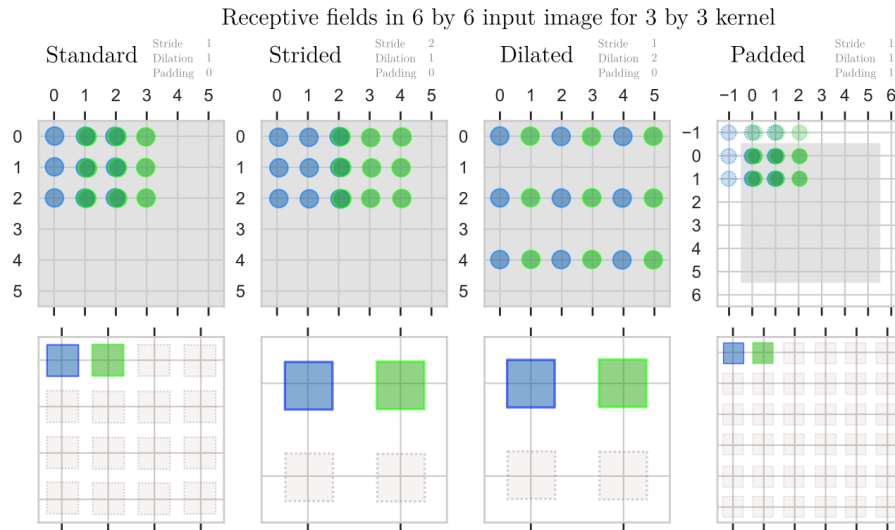 Receptive fields in 6 by 6 input image for 3 by 3 kernel
Standard
Stride 1
Dilation 1
Padding 0
Strided
Stride 2
Dilation 1
Padding 0
Dilated
Stride 1
Dilation 2
Padding 0
Padded
Stride 1
Dilation 1
Padding 1
0 1 2 3 4 5
0
1
2
3
4
5
0 1 2 3 4 5
0
1
2
3
4
5
0 1 2 3 4 5
0
1
2
3
4
5
−1 0 1 2 3 4 5 6
−1
0
1
2
3
4
5
6